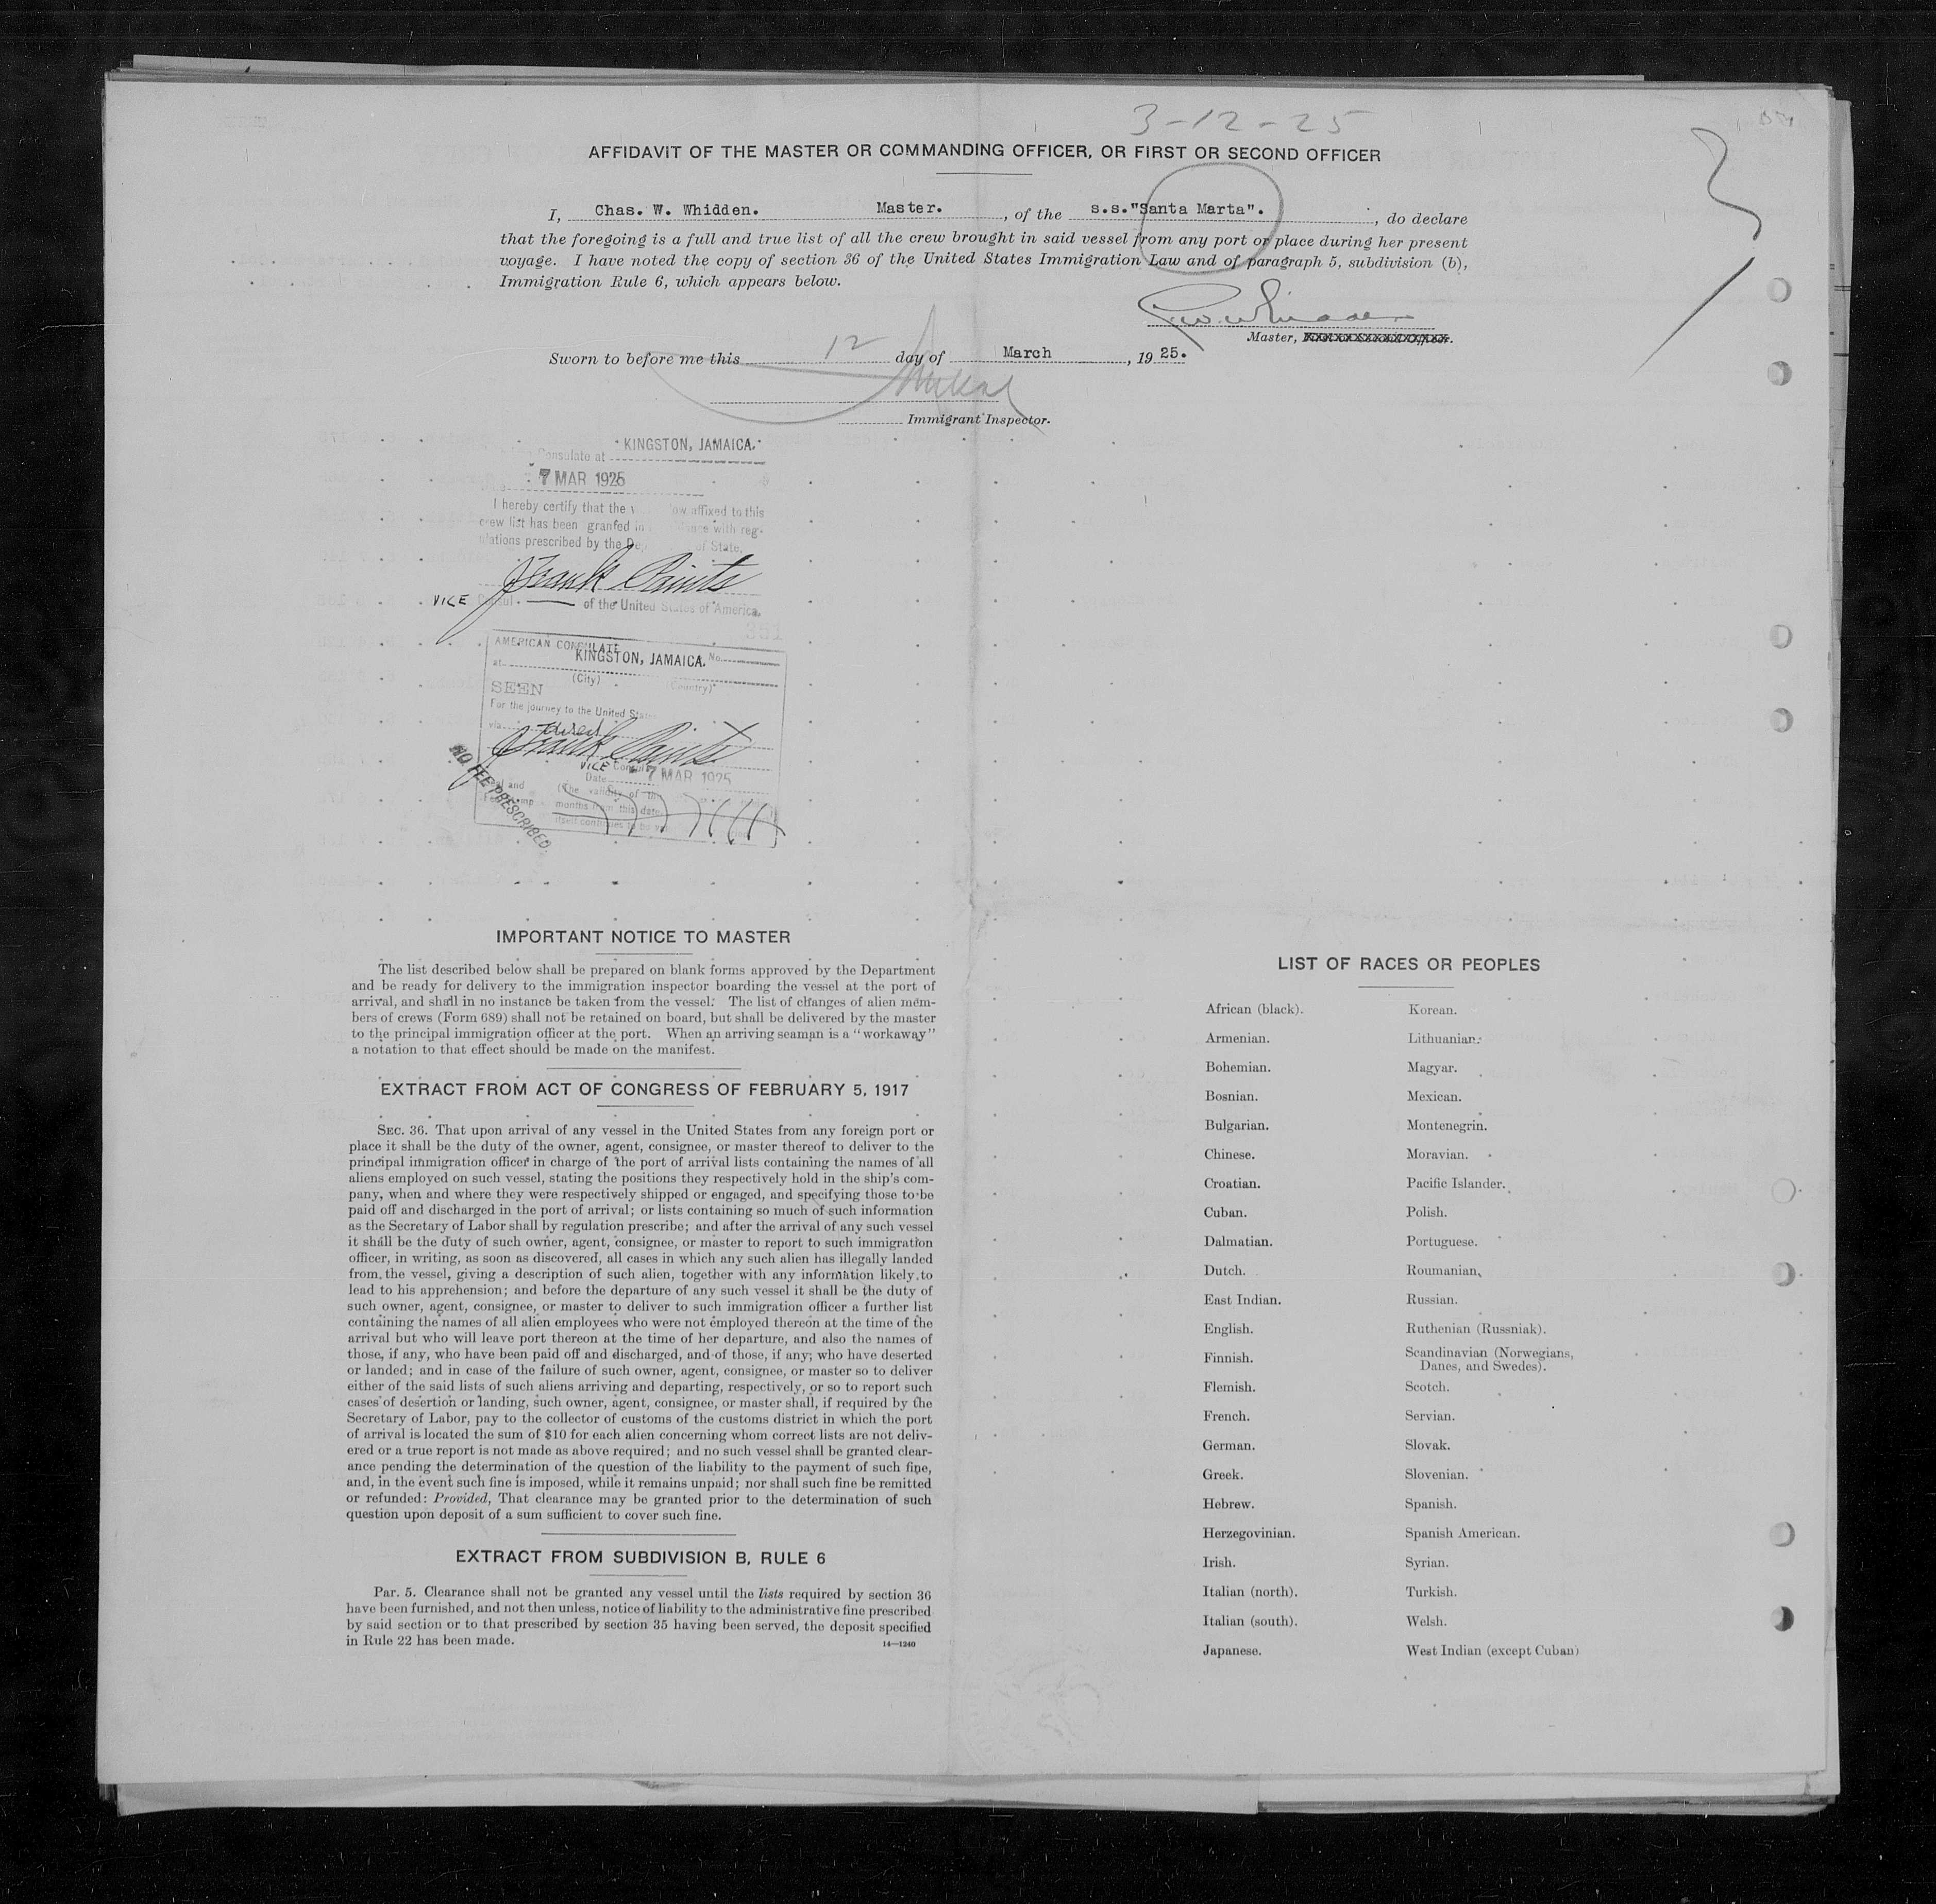 3-12-25
AFFIDAVIT OF THE MASTER OR COMMANDING OFFICER, OR FIRST OR SECOND OFFICER
I, Chas. W. Whidden. Master. , of the s.s."Santa Marta". , do declare
that the foregoing is a full and true list of all the crew brought in said vessel from any port or place during her present
voyage. I have noted the copy of section 36 of the United States Immigration Law and of paragraph 5, subdivision (b),
Immigration Rule 6, which appears below.
Master,
Sworn to before me this 12 day of March , 1925.
Immigrant Inspector.
Consulate at KINGSTON, JAMAICA.
7 MAR 1925
I hereby certify that the affixed to this
crew list has been granted in with reg-
ulations prescribed by the of State.
Frank
VICE Consul. of the United States of America.
AMERICAN CONSULATE
at KINGSTON, JAMAICA. No.
(City) (Country)
SEEN
For the journey to the United
via direct
Frank
VICE Consul
Date 7 MAR 1925
(The validity of
months from this date
itself continues to be
NO FEE PRESCRIBED
IMPORTANT NOTICE TO MASTER
The list described below shall be prepared on blank forms approved by the Department
and be ready for delivery to the immigration inspector boarding the vessel at the port of
arrival, and shall in no instance be taken from the vessel. The list of changes of alien mem-
bers of crews (Form 689) shall not be retained on board, but shall be delivered by the master
to the principal immigration officer at the port. When an arriving seaman is a "workaway"
a notation to that effect should be made on the manifest.
EXTRACT FROM ACT OF CONGRESS OF FEBRUARY 5, 1917
SEC. 36. That upon arrival of any vessel in the United States from any foreign port or
place it shall be the duty of the owner, agent, consignee, or master thereof to deliver to the
principal immigration officer in charge of the port of arrival lists containing the names of all
aliens employed on such vessel, stating the positions they respectively hold in the ship's com-
pany, when and where they were respectively shipped or engaged, and specifying those to be
paid off and discharged in the port of arrival; or lists containing so much of such information
as the Secretary of Labor shall by regulation prescribe; and after the arrival of any such vessel
it shall be the duty of such owner, agent, consignee, or master to report to such immigration
officer, in writing, as soon as discovered, all cases in which any such alien has illegally landed
from the vessel, giving a description of such alien, together with any information likely to
lead to his apprehension; and before the departure of any such vessel it shall be the duty of
such owner, agent, consignee, or master to deliver to such immigration officer a further list
containing the names of all alien employees who were not employed thereon at the time of the
arrival but who will leave port thereon at the time of her departure, and also the names of
those, if any, who have been paid off and discharged, and of those, if any, who have deserted
or landed; and in case of the failure of such owner, agent, consignee, or master so to deliver
either of the said lists of such aliens arriving and departing, respectively, or so to report such
cases of desertion or landing, such owner, agent, consignee, or master shall, if required by the
Secretary of Labor, pay to the collector of customs of the customs district in which the port
of arrival is located the sum of $10 for each alien concerning whom correct lists are not deliv-
ered or a true report is not made as above required; and no such vessel shall be granted clear-
ance pending the determination of the question of the liability to the payment of such fine,
and, in the event such fine is imposed, while it remains unpaid; nor shall such fine be remitted
or refunded: Provided, That clearance may be granted prior to the determination of such
question upon deposit of a sum sufficient to cover such fine.
EXTRACT FROM SUBDIVISION B, RULE 6
Par. 5. Clearance shall not be granted any vessel until the lists required by section 36
have been furnished, and not then unless, notice of liability to the administrative fine prescribed
by said section or to that prescribed by section 35 having been served, the deposit specified
in Rule 22 has been made.
14—1240
LIST OF RACES OR PEOPLES
African (black). Korean.
Armenian. Lithuanian.
Bohemian. Magyar.
Bosnian. Mexican.
Bulgarian. Montenegrin.
Chinese. Moravian.
Croatian. Pacific Islander.
Cuban. Polish.
Dalmatian. Portuguese.
Dutch. Roumanian.
East Indian. Russian.
English. Ruthenian (Russniak).
Finnish. Scandinavian (Norwegians,
Danes, and Swedes).
Flemish. Scotch.
French. Servian.
German. Slovak.
Greek. Slovenian.
Hebrew. Spanish.
Herzegovinian. Spanish American.
Irish. Syrian.
Italian (north). Turkish.
Italian (south). Welsh.
Japanese. West Indian (except Cuban)